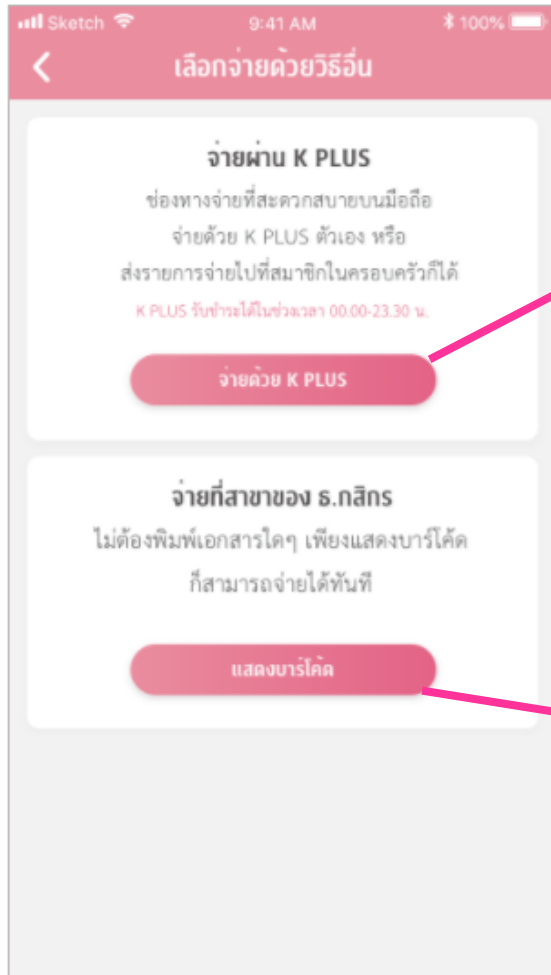 Sketch 9:41 AM 100%
เลือกจ่ายด้วยวิธีอื่น
จ่ายผ่าน K PLUS
ช่องทางจ่ายที่สะดวกสบายบนมือถือ
จ่ายด้วย K PLUS ตัวเอง หรือ
ส่งรายการจ่ายไปที่สมาชิกในครอบครัวก็ได้
K PLUS รับชำระได้ในช่วงเวลา 00.00-23.30 น.
จ่ายด้วย K PLUS
จ่ายที่สาขาของ ธ.กสิกร
ไม่ต้องพิมพ์เอกสารใดๆ เพียงแสดงบาร์โค้ด
ก็สามารถจ่ายได้ทันที
แสดงบาร์โค้ด